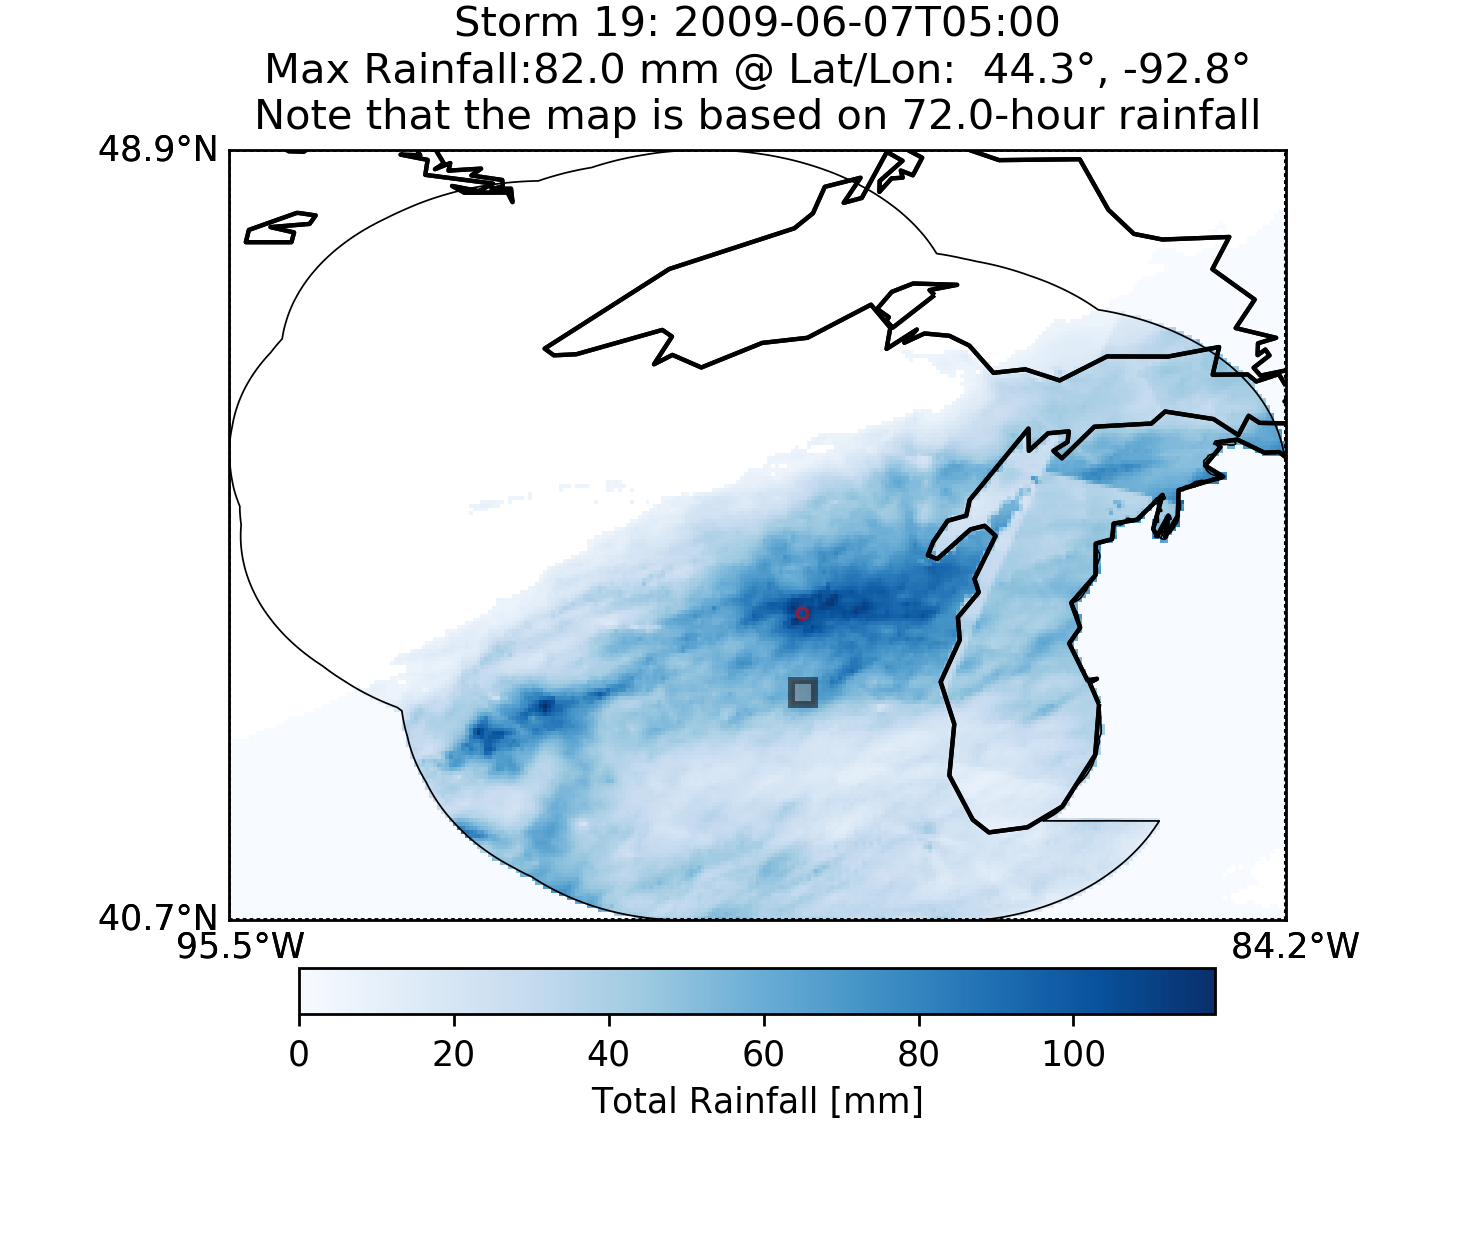 Storm 19: 2009-06-07T05:00
Max Rainfall:82.0 mm @ Lat/Lon:  44.3°, -92.8°
Note that the map is based on 72.0-hour rainfall
48.9°N
40.7°N
95.5°W 84.2°W
0 20 40 60 80 100
Total Rainfall [mm]